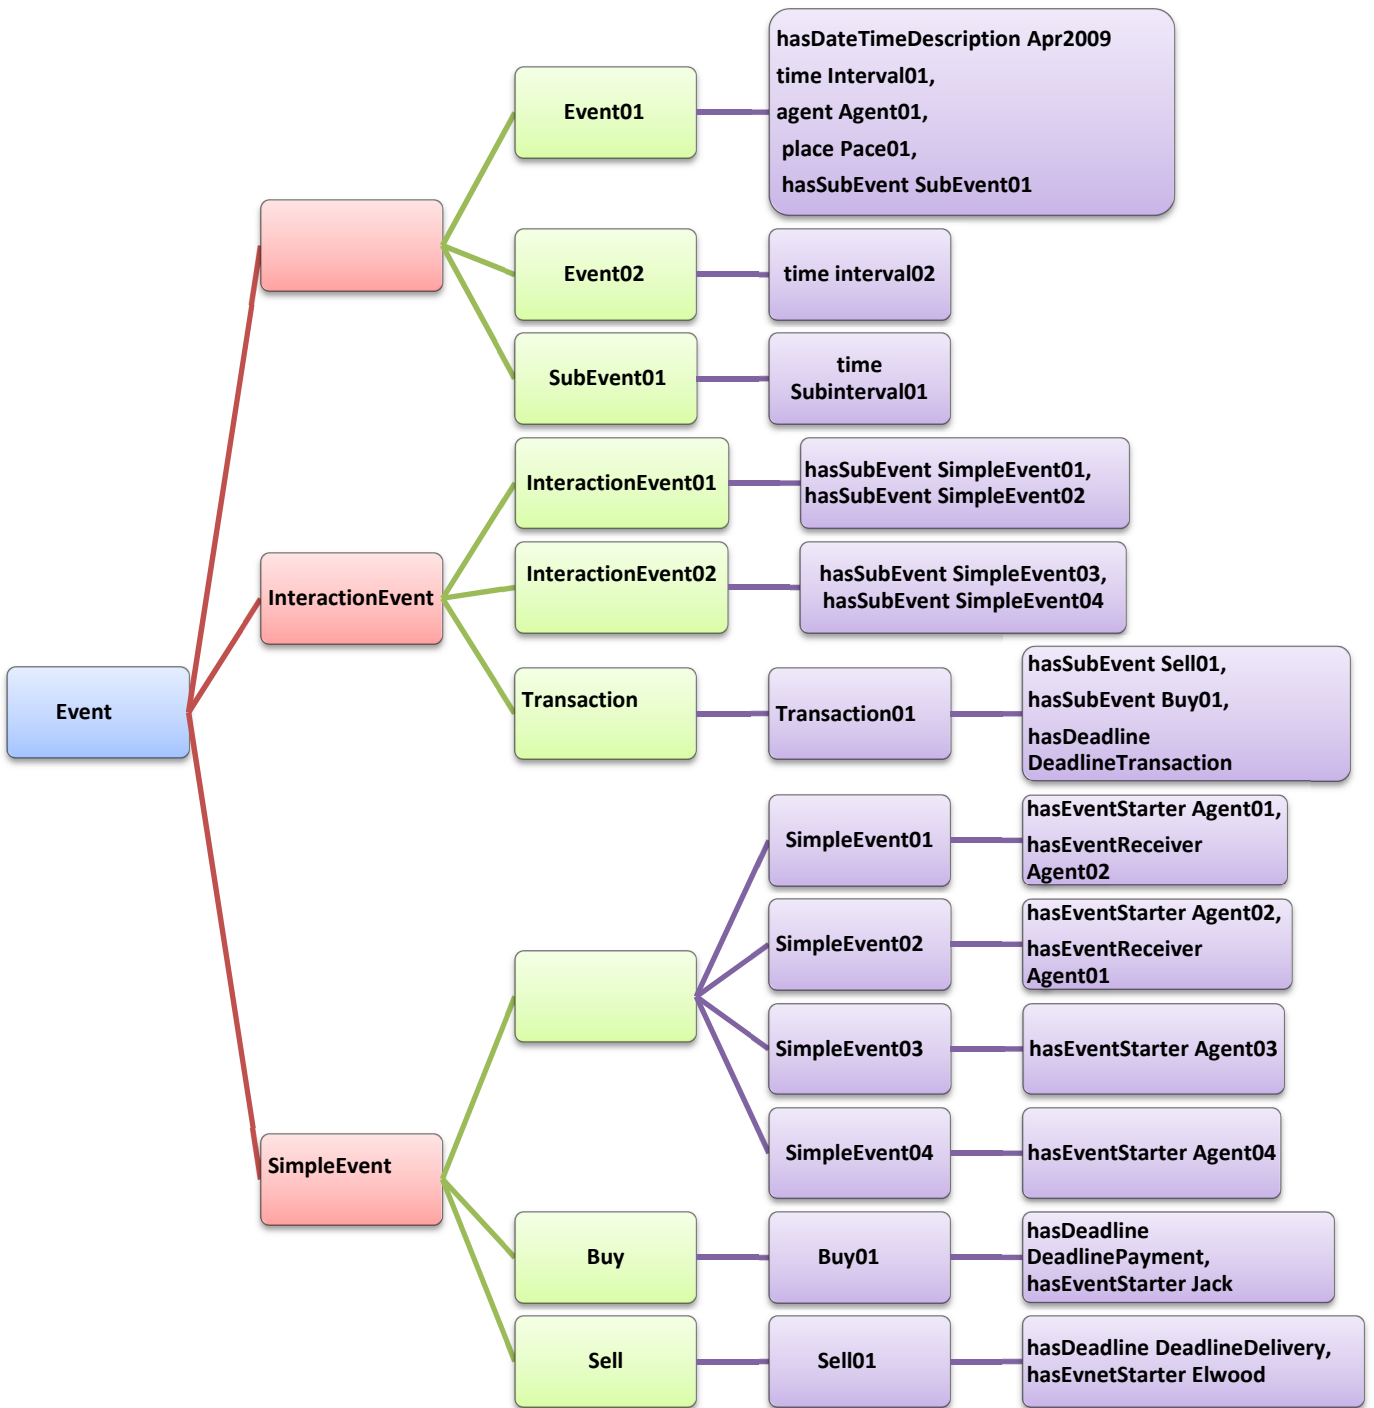 hasDateTimeDescription Apr2009
time Interval01,
agent Agent01,
place Pace01,
hasSubEvent SubEvent01
Event01
Event02
time interval02
SubEvent01
time
Subinterval01
InteractionEvent01
hasSubEvent SimpleEvent01,
hasSubEvent SimpleEvent02
InteractionEvent
InteractionEvent02
hasSubEvent SimpleEvent03,
hasSubEvent SimpleEvent04
Event
Transaction
Transaction01
hasSubEvent Sell01,
hasSubEvent Buy01,
hasDeadline
DeadlineTransaction
SimpleEvent01
hasEventStarter Agent01,
hasEventReceiver
Agent02
SimpleEvent02
hasEventStarter Agent02,
hasEventReceiver
Agent01
SimpleEvent03
hasEventStarter Agent03
SimpleEvent
SimpleEvent04
hasEventStarter Agent04
Buy
Buy01
hasDeadline
DeadlinePayment,
hasEventStarter Jack
Sell
Sell01
hasDeadline DeadlineDelivery,
hasEvnetStarter Elwood